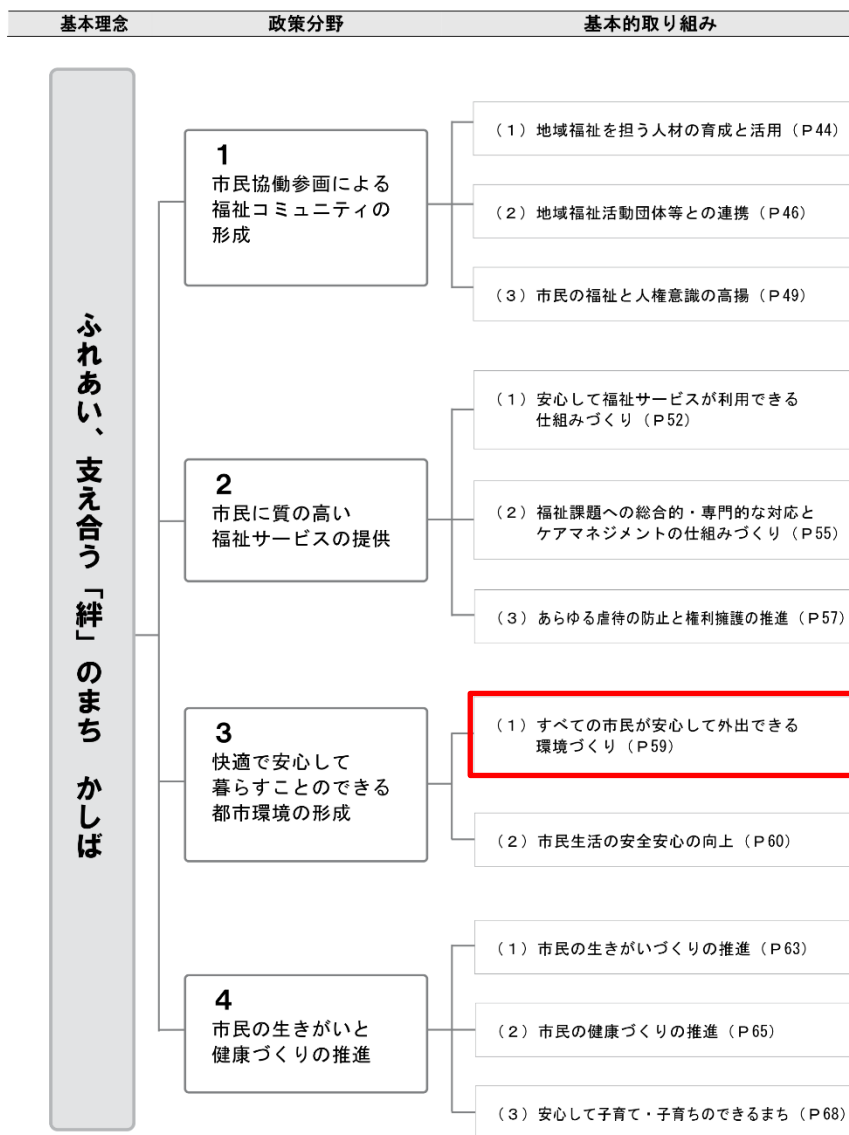 基本理念 政策分野 基本的取り組み
ふれあい、支え合う「絆」のまち かしば
1
市民協働参画による
福祉コミュニティの
形成
(1)地域福祉を担う人材の育成と活用(P44)
(2)地域福祉活動団体等との連携(P46)
(3)市民の福祉と人権意識の高揚(P49)
2
市民に質の高い
福祉サービスの提供
(1)安心して福祉サービスが利用できる
仕組みづくり(P52)
(2)福祉課題への総合的・専門的な対応と
ケアマネジメントの仕組みづくり(P55)
(3)あらゆる虐待の防止と権利擁護の推進(P57)
3
快適で安心して
暮らすことのできる
都市環境の形成
(1)すべての市民が安心して外出できる
環境づくり(P59)
(2)市民生活の安全安心の向上(P60)
4
市民の生きがいと
健康づくりの推進
(1)市民の生きがいづくりの推進(P63)
(2)市民の健康づくりの推進(P65)
(3)安心して子育て・子育ちのできるまち(P68)